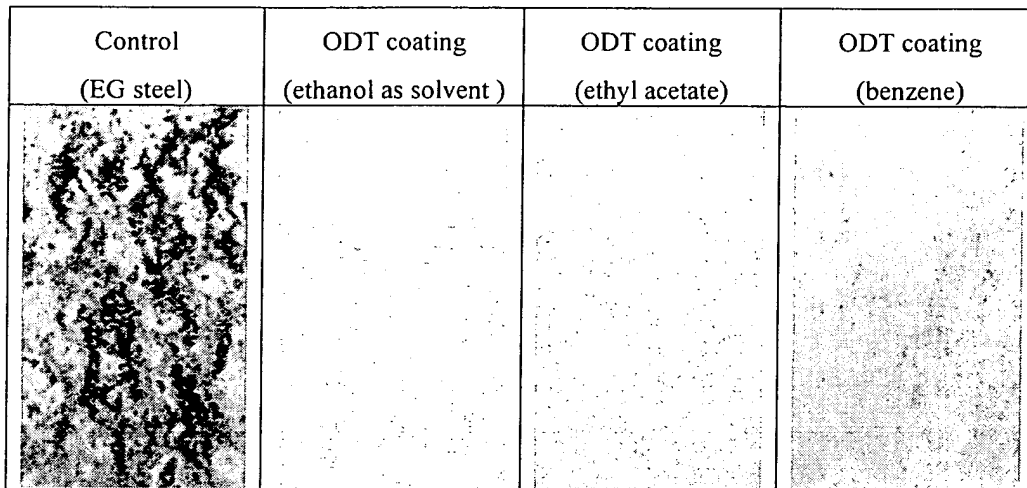 Control
(EG steel)
ODT coating
(ethanol as solvent )
ODT coating
(ethyl acetate)
ODT coating
(benzene)